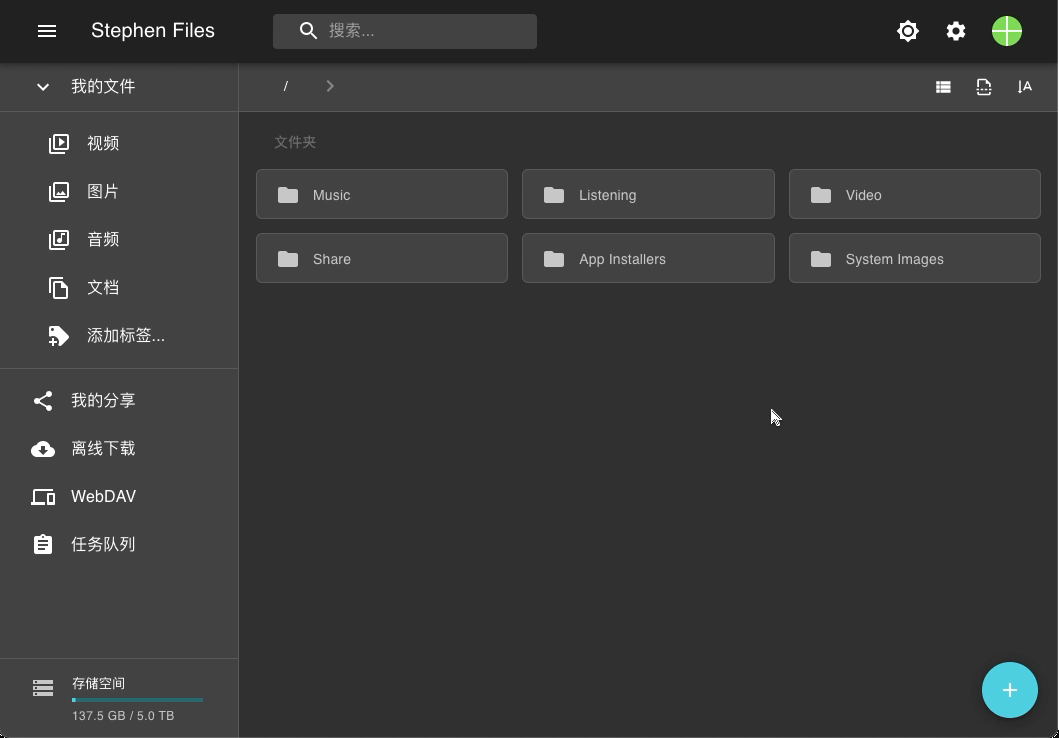 Stephen Files
搜索...
我的文件
/
视频
图片
音频
文档
添加标签...
我的分享
离线下载
WebDAV
任务队列
存储空间
137.5 GB / 5.0 TB
文件夹
Music
Listening
Video
Share
App Installers
System Images